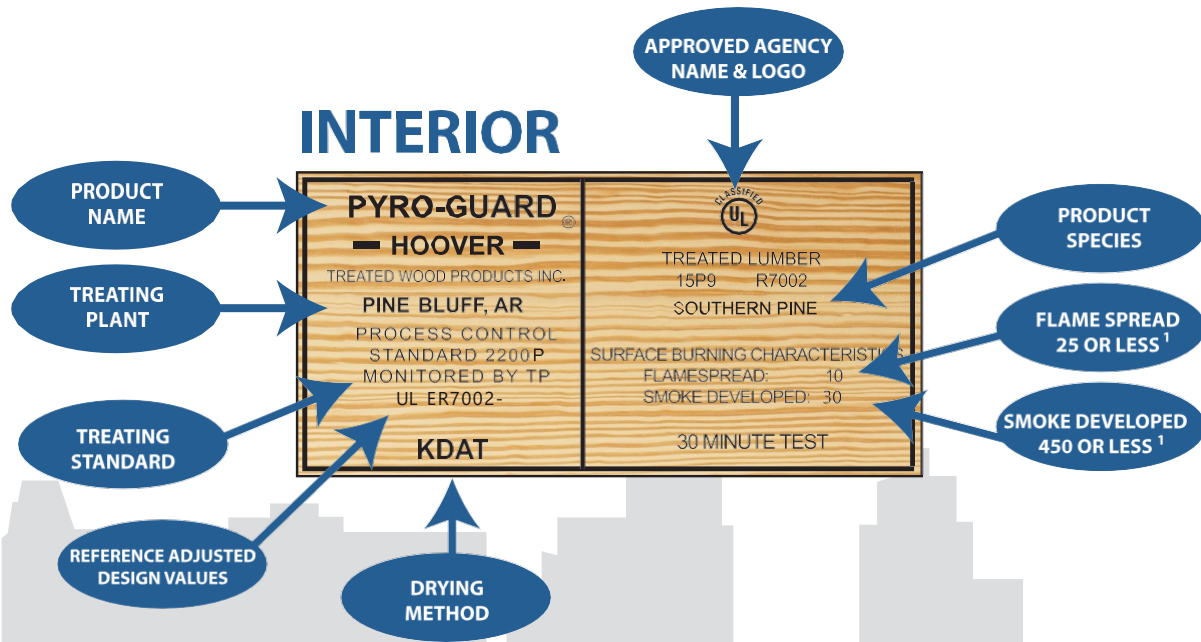 APPROVED AGENCY
NAME & LOGO
INTERIOR
PRODUCT
NAME
TREATING
PLANT
TREATING
STANDARD
REFERENCE ADJUSTED
DESIGN VALUES
DRYING
METHOD
PYRO-GUARD
®
HOOVER
TREATED WOOD PRODUCTS INC.
PINE BLUFF, AR
PROCESS CONTROL
STANDARD 2200P
MONITORED BY TP
UL ER7002-
KDAT
CLASSIFIED
UL
TREATED LUMBER
15P9 R7002
SOUTHERN PINE
SURFACE BURNING CHARACTERISTICS
FLAMESPREAD: 10
SMOKE DEVELOPED: 30
30 MINUTE TEST
PRODUCT
SPECIES
FLAME SPREAD
25 OR LESS 1
SMOKE DEVELOPED
450 OR LESS 1